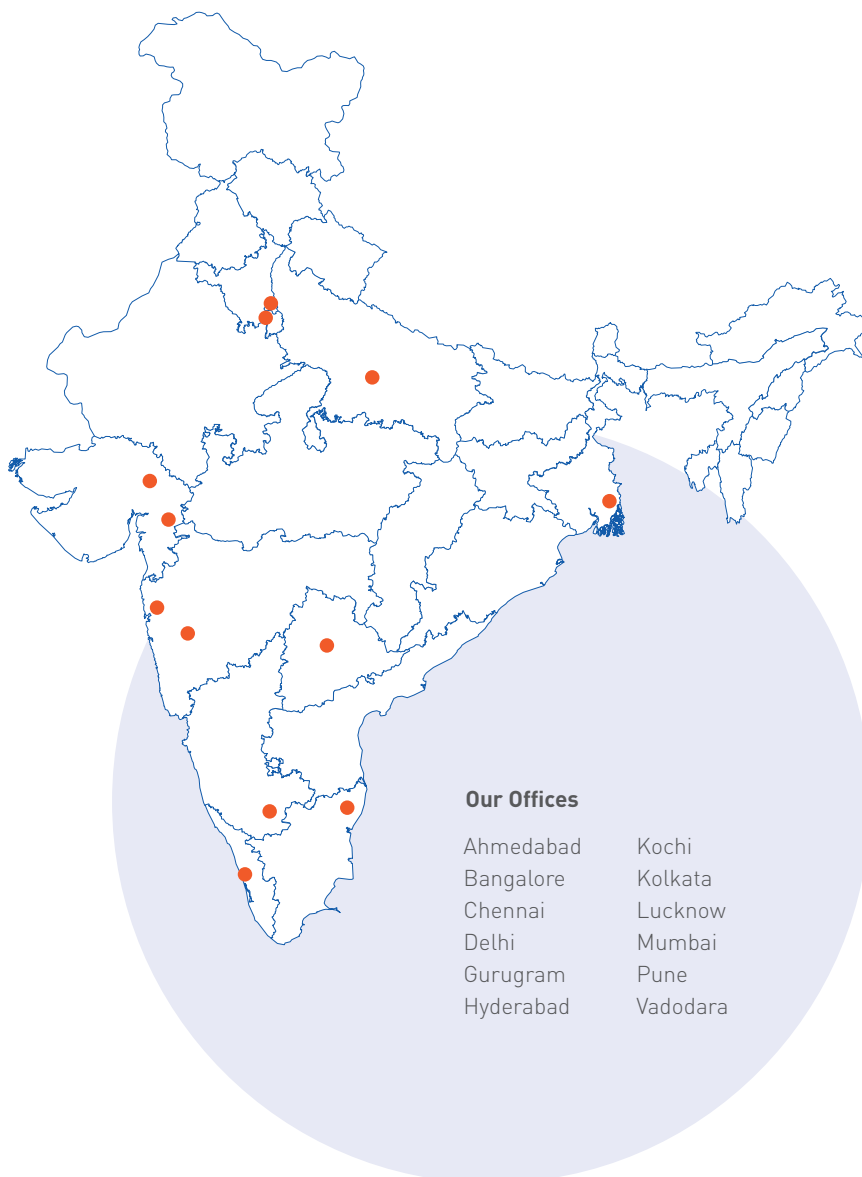 Our Offices
Ahmedabad
Bangalore
Chennai
Delhi
Gurugram
Hyderabad
Kochi
Kolkata
Lucknow
Mumbai
Pune
Vadodara